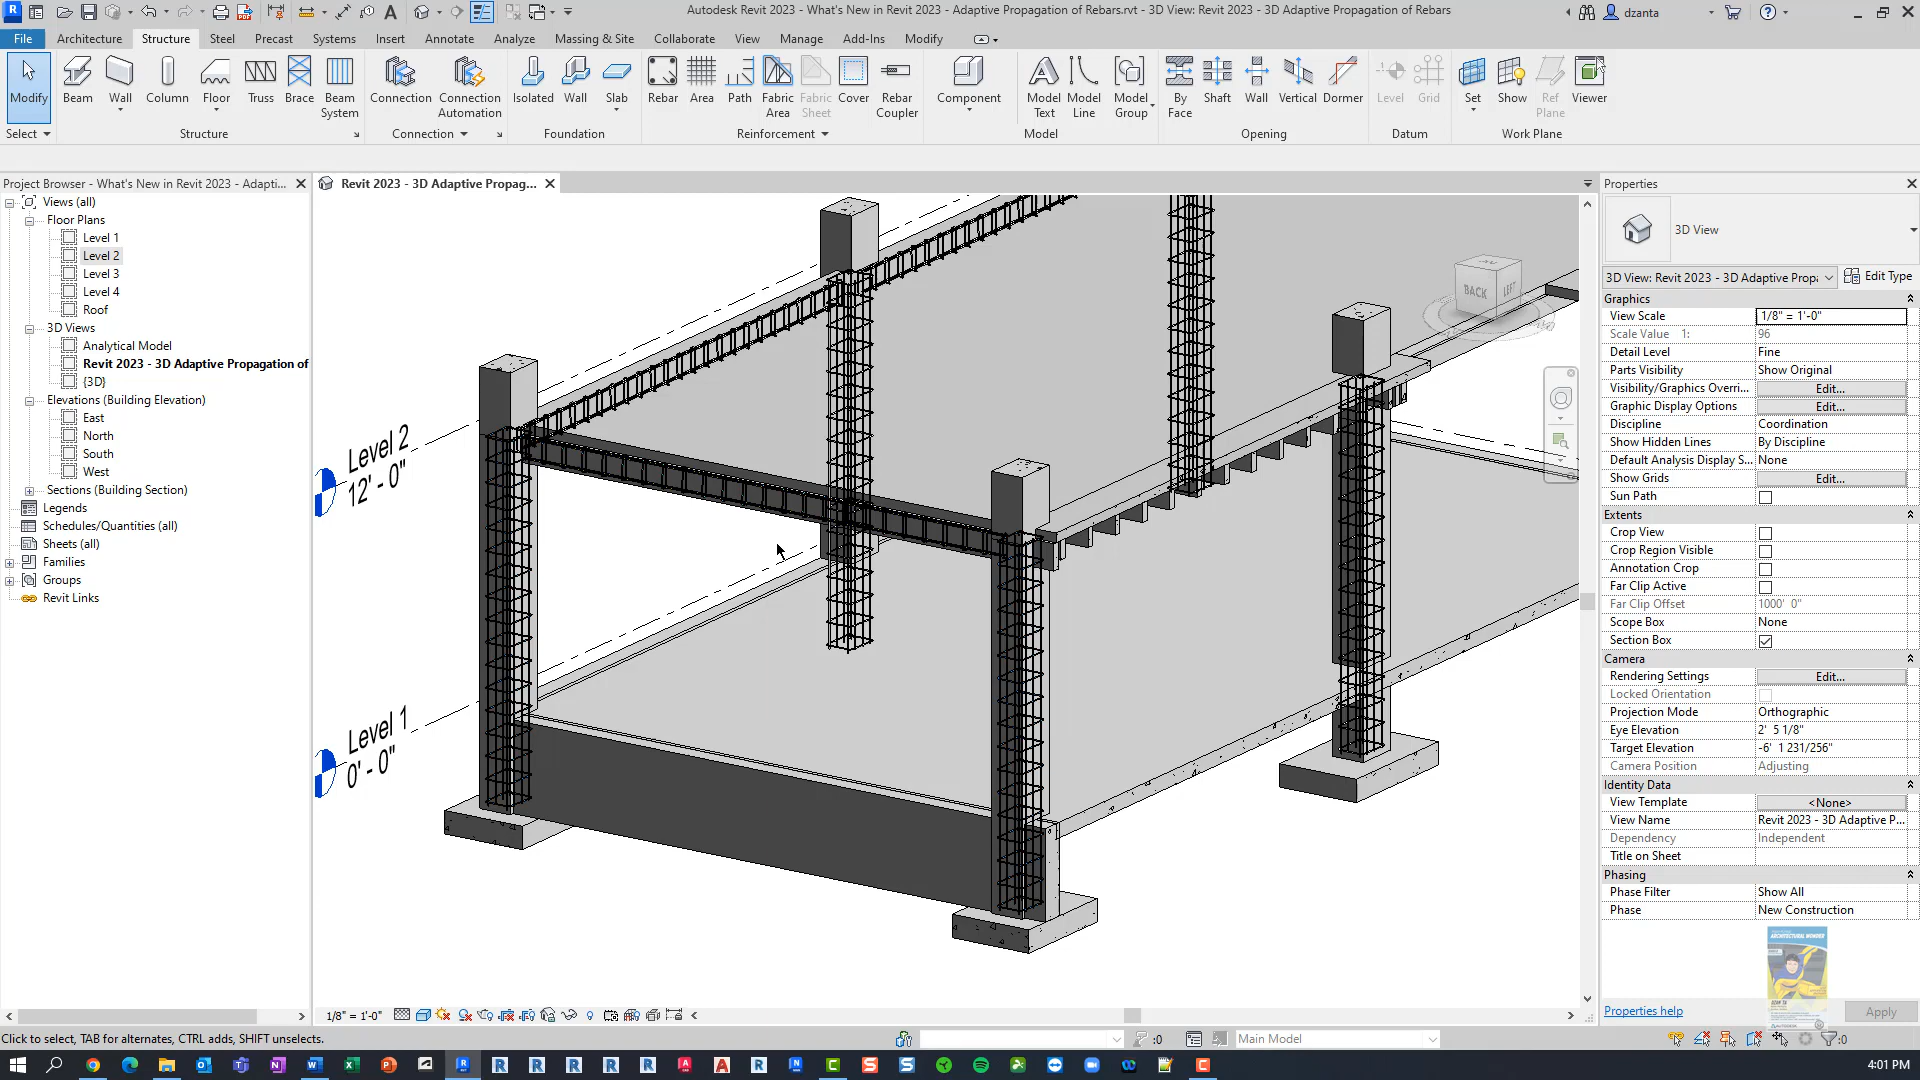 Autodesk Revit 2023 - What's New in Revit 2023 - Adaptive Propagation of Rebars.rvt - 3D View: Revit 2023 - 3D Adaptive Propagation of Rebars
dzanta
File Architecture Structure Steel Precast Systems Insert Annotate Analyze Massing & Site Collaborate View Manage Add-Ins Modify
Modify Beam Wall Column Floor Truss Brace Beam System Connection Connection Automation Isolated Wall Slab Rebar Area Path Fabric Area Fabric Sheet Cover Rebar Coupler Component Model Text Model Line Model Group By Face Shaft Wall Vertical Dormer Level Grid Set Show Ref Plane Viewer
Select Structure Connection Foundation Reinforcement Model Opening Datum Work Plane
Project Browser - What's New in Revit 2023 - Adapti...
Views (all)
Floor Plans
Level 1
Level 2
Level 3
Level 4
Roof
3D Views
Analytical Model
Revit 2023 - 3D Adaptive Propagation of
{3D}
Elevations (Building Elevation)
East
North
South
West
Sections (Building Section)
Legends
Schedules/Quantities (all)
Sheets (all)
Families
Groups
Revit Links
Revit 2023 - 3D Adaptive Propag...
Level 2
12' - 0"
Level 1
0' - 0"
BACK
LEFT
1/8" = 1'-0"
Properties
3D View
3D View: Revit 2023 - 3D Adaptive Propa
Edit Type
Graphics
View Scale 1/8" = 1'-0"
Scale Value 1: 96
Detail Level Fine
Parts Visibility Show Original
Visibility/Graphics Overri... Edit...
Graphic Display Options Edit...
Discipline Coordination
Show Hidden Lines By Discipline
Default Analysis Display S... None
Show Grids Edit...
Sun Path
Extents
Crop View
Crop Region Visible
Annotation Crop
Far Clip Active
Far Clip Offset 1000' 0"
Scope Box None
Section Box
Camera
Rendering Settings Edit...
Locked Orientation
Projection Mode Orthographic
Eye Elevation 2' 5 1/8"
Target Elevation -6' 1 231/256"
Camera Position Adjusting
Identity Data
View Template <None>
View Name Revit 2023 - 3D Adaptive P...
Dependency Independent
Title on Sheet
Phasing
Phase Filter Show All
Phase New Construction
ARCHITECTURAL WONDER
Properties help
Apply
Click to select, TAB for alternates, CTRL adds, SHIFT unselects.
:0
Main Model
:0
4:01 PM